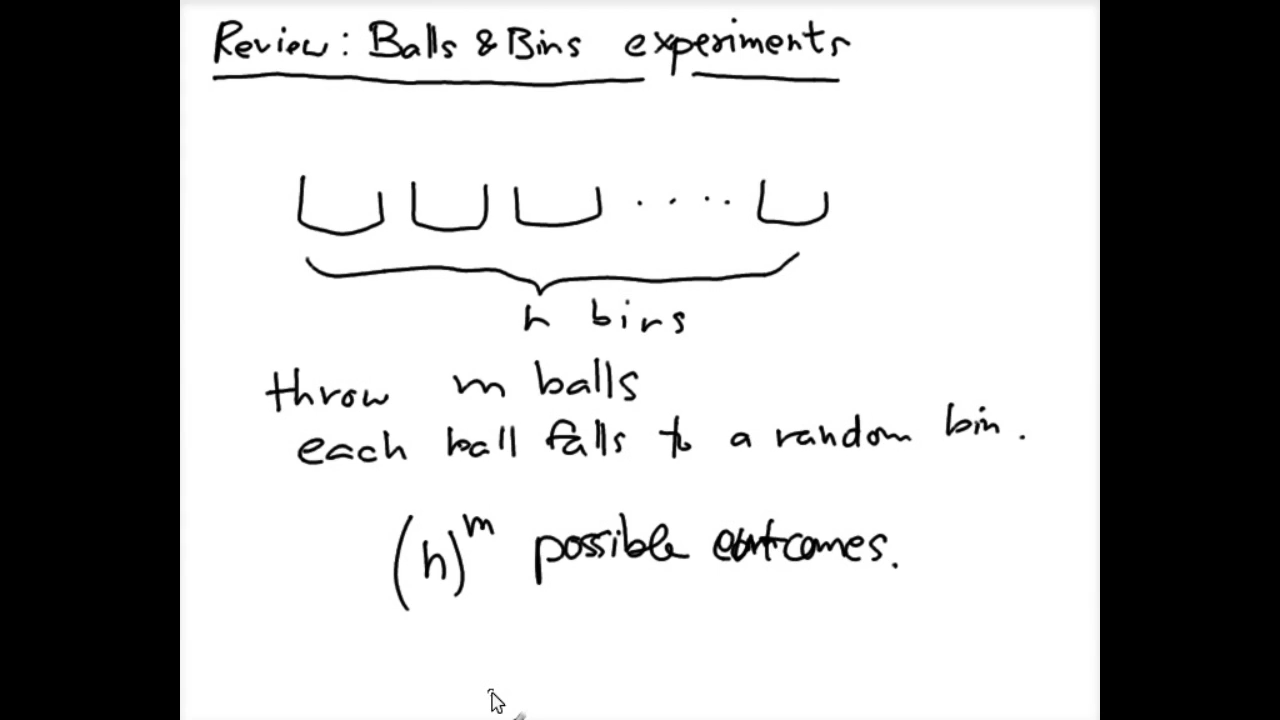 Review: Balls & Bins experiments
n bins
throw m balls
each ball falls to a random bin.
(n)^m possible outcomes.